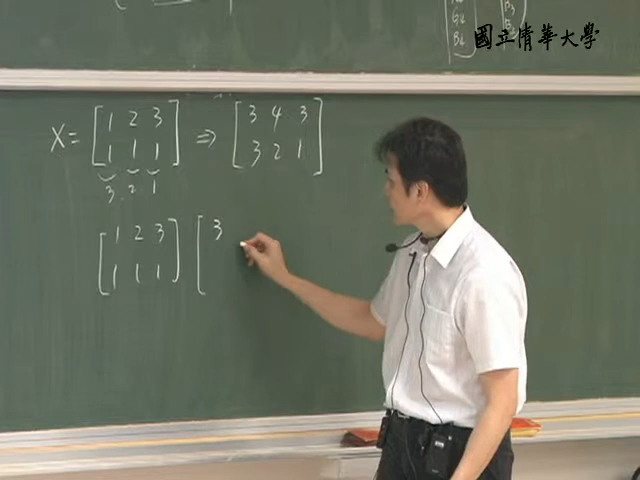 國立清華大學
X = [1 2 3; 1 1 1] ⇒ [3 4 3; 3 2 1]
3 2 1
[1 2 3; 1 1 1] [3